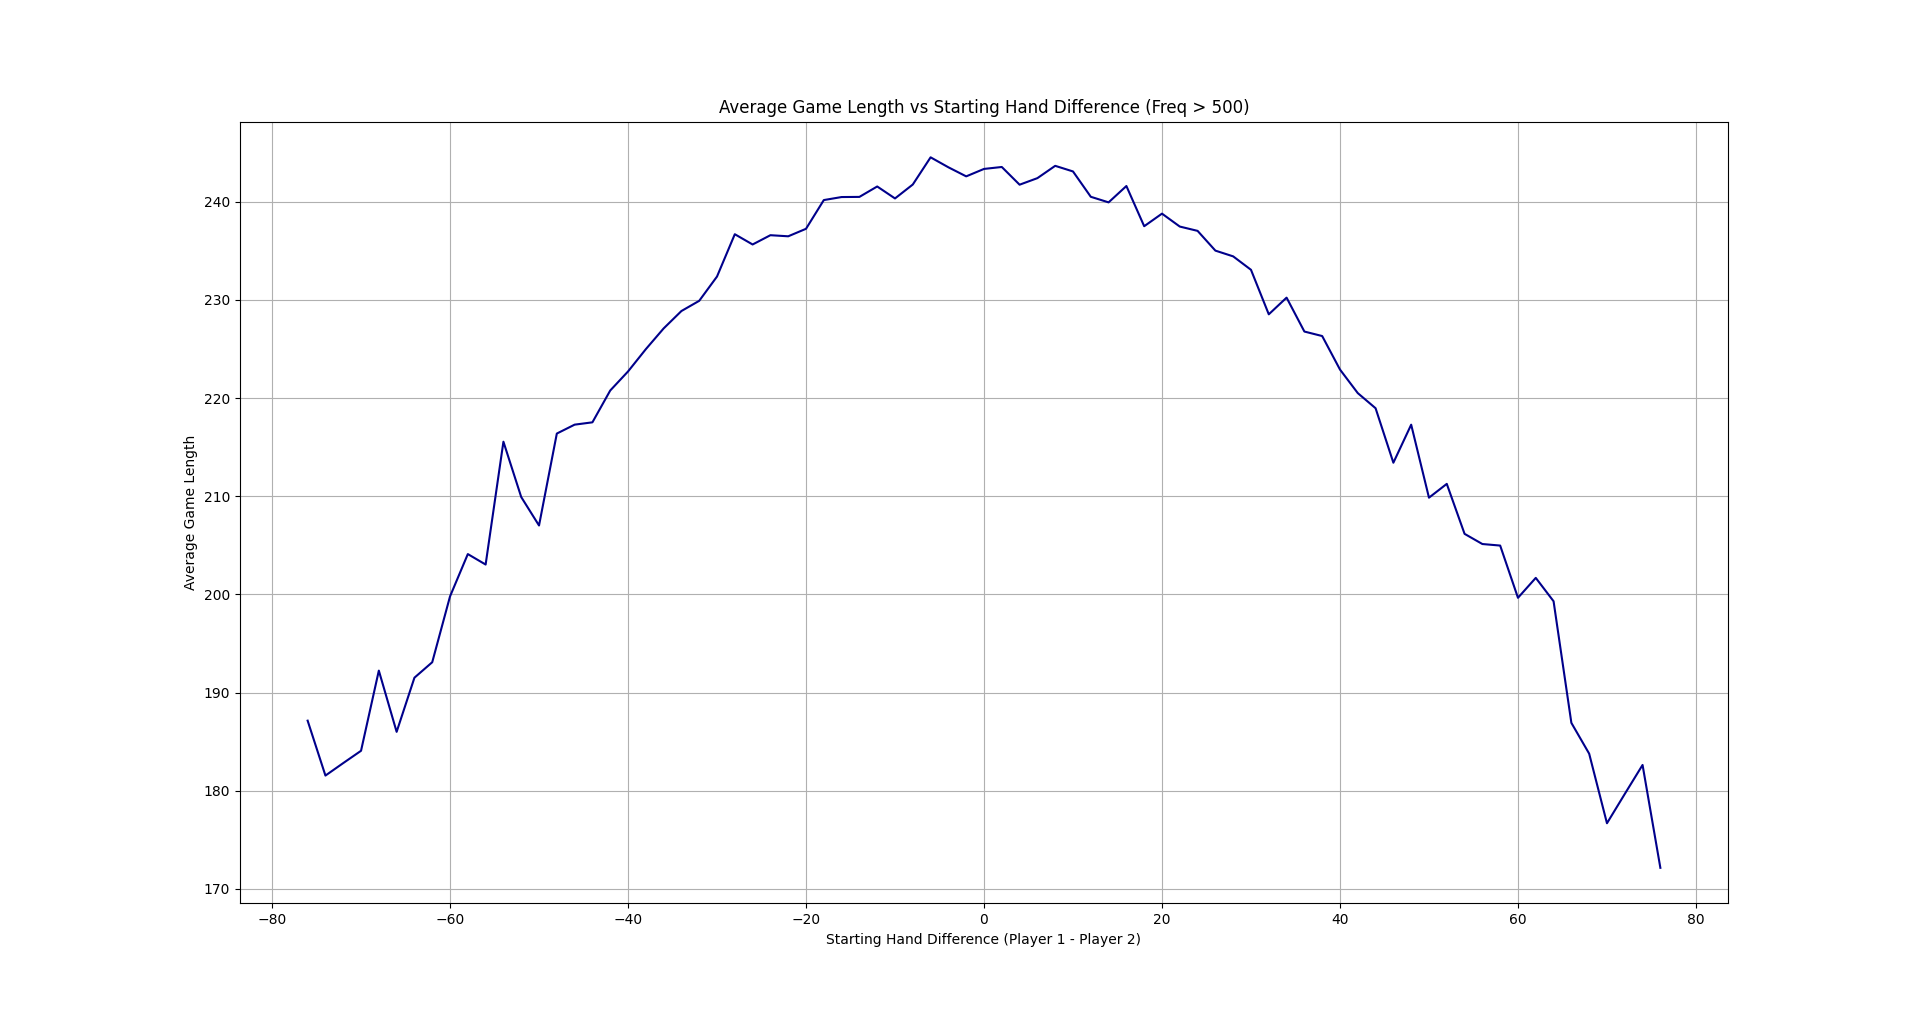 Average Game Length vs Starting Hand Difference (Freq > 500)
Average Game Length
240
230
220
210
200
190
180
170
−80 −60 −40 −20 0 20 40 60 80
Starting Hand Difference (Player 1 - Player 2)